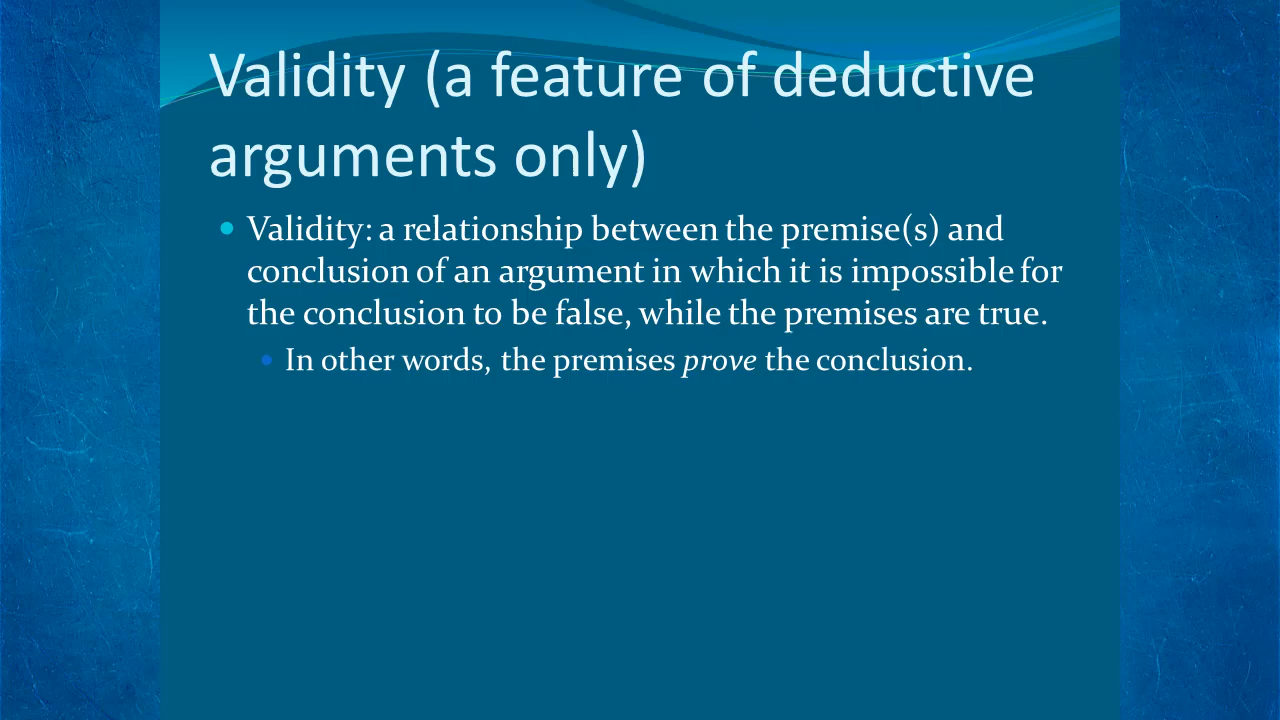 Validity (a feature of deductive
arguments only)
Validity: a relationship between the premise(s) and
conclusion of an argument in which it is impossible for
the conclusion to be false, while the premises are true.
In other words, the premises prove the conclusion.